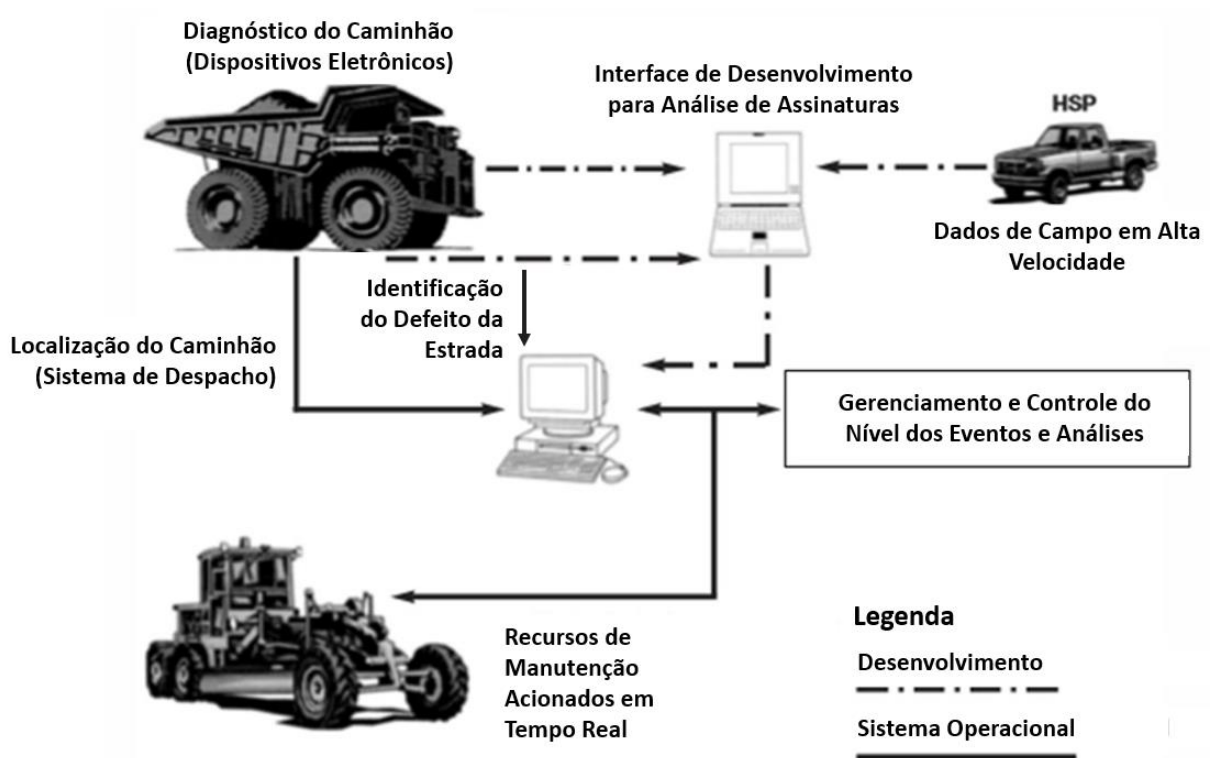 Diagnóstico do Caminhão
(Dispositivos Eletrônicos)
Interface de Desenvolvimento
para Análise de Assinaturas
HSP
Dados de Campo em Alta
Velocidade
Identificação
do Defeito da
Estrada
Localização do Caminhão
(Sistema de Despacho)
Gerenciamento e Controle do
Nível dos Eventos e Análises
Recursos de
Manutenção
Acionados em
Tempo Real
Legenda
Desenvolvimento
Sistema Operacional